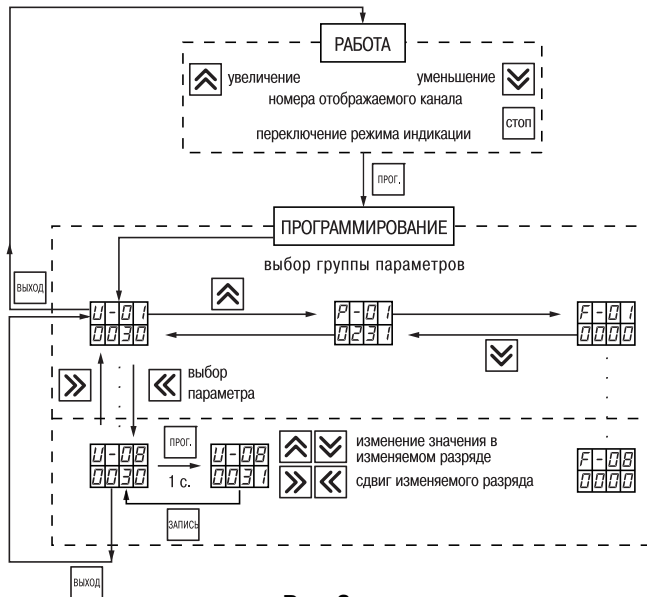 РАБОТА
увеличение
уменьшение
номера отображаемого канала
переключение режима индикации
стоп
ПРОГ.
ПРОГРАММИРОВАНИЕ
выбор группы параметров
ВЫХОД
U-01
0030
P-01
0231
F-01
0000
выбор
параметра
U-08
0030
ПРОГ.
1 с.
U-08
0031
изменение значения в
изменяемом разряде
сдвиг изменяемого разряда
F-08
0000
ЗАПИСЬ
ВЫХОД